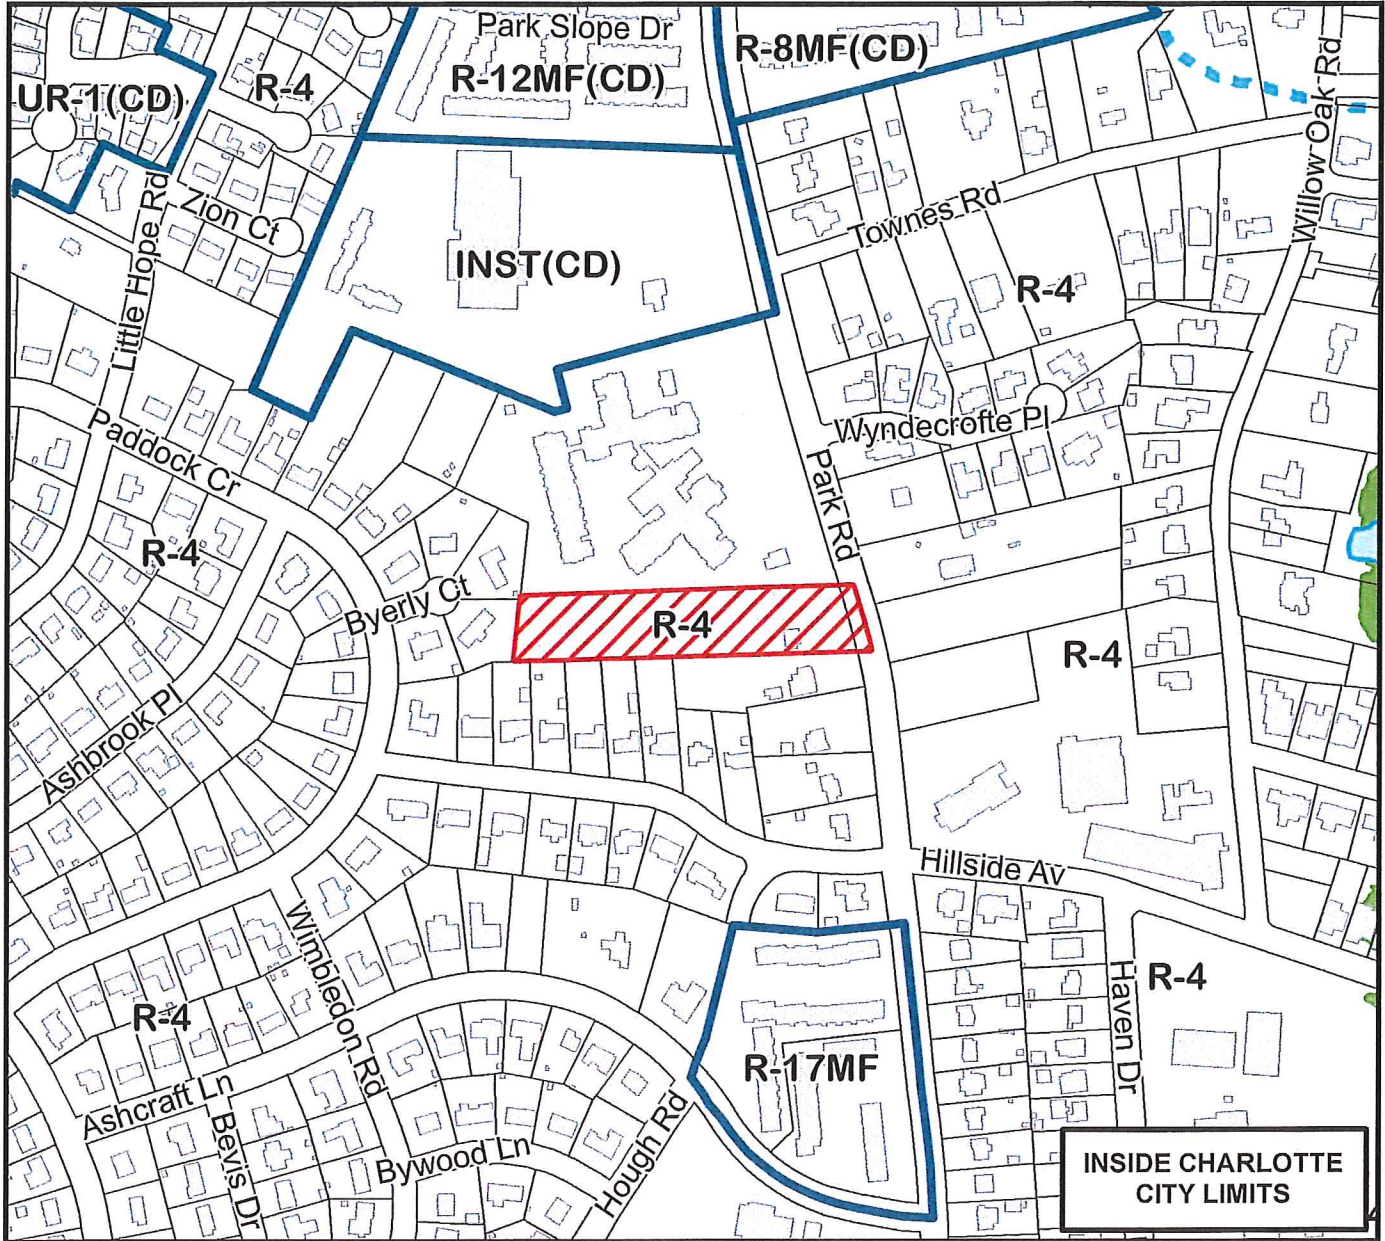 Park Slope Dr
R-8MF(CD)
R-12MF(CD)
R-4
UR-1(CD)
Willow Oak Rd
Little Hope Rd
Zion Ct
Townes Rd
INST(CD)
R-4
Paddock Cr
Wyndecrofte Pl
Park Rd
R-4
Byerly Ct
R-4
R-4
Ashbrook Pl
Hillside Av
Wimbledon Rd
Haven Dr
R-4
R-4
R-17MF
Ashcraft Ln
Bevis Dr
Bywood Ln
Hough Rd
INSIDE CHARLOTTE
CITY LIMITS